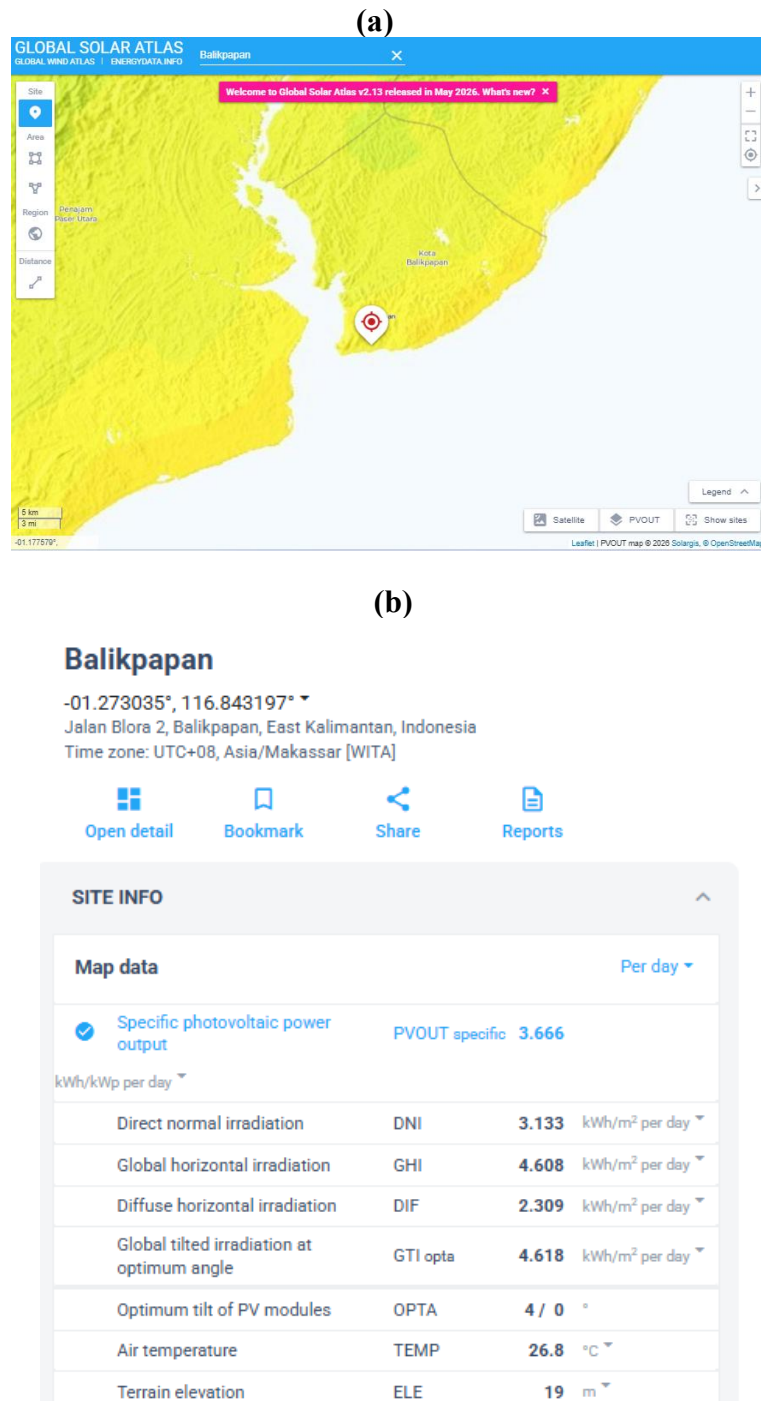 (a)
GLOBAL SOLAR ATLAS
GLOBAL WIND ATLAS | ENERGYDATA.INFO
Balikpapan ×
Welcome to Global Solar Atlas v2.13 released in May 2026. What's new? ×
Site
Area
Region
Distance
Penajam
Paser Utara
Kota
Balikpapan
an
+
−
>
5 km
3 mi
-01.177579°,
Legend
Satellite
PVOUT
Show sites
Leaflet | PVOUT map © 2026 Solargis, © OpenStreetMap
(b)
Balikpapan
-01.273035°, 116.843197°
Jalan Blora 2, Balikpapan, East Kalimantan, Indonesia
Time zone: UTC+08, Asia/Makassar [WITA]
Open detail Bookmark Share Reports
SITE INFO
Map data Per day
Specific photovoltaic power
output PVOUT specific 3.666
kWh/kWp per day
Direct normal irradiation DNI 3.133 kWh/m² per day
Global horizontal irradiation GHI 4.608 kWh/m² per day
Diffuse horizontal irradiation DIF 2.309 kWh/m² per day
Global tilted irradiation at
optimum angle GTI opta 4.618 kWh/m² per day
Optimum tilt of PV modules OPTA 4 / 0 °
Air temperature TEMP 26.8 °C
Terrain elevation ELE 19 m